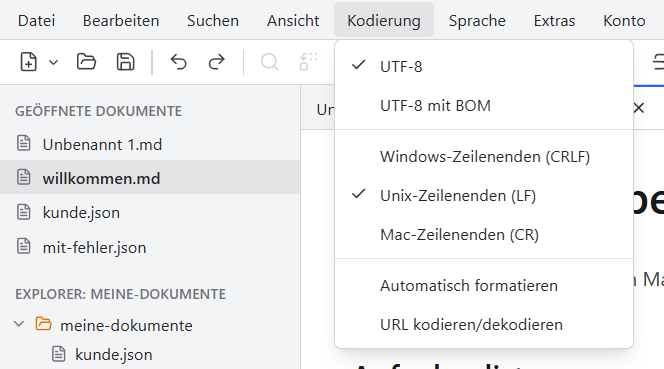 Datei Bearbeiten Suchen Ansicht Kodierung Sprache Extras Konto
UTF-8
UTF-8 mit BOM
Windows-Zeilenenden (CRLF)
Unix-Zeilenenden (LF)
Mac-Zeilenenden (CR)
Automatisch formatieren
URL kodieren/dekodieren
GEÖFFNETE DOKUMENTE
Unbenannt 1.md
willkommen.md
kunde.json
mit-fehler.json
EXPLORER: MEINE-DOKUMENTE
meine-dokumente
kunde.json